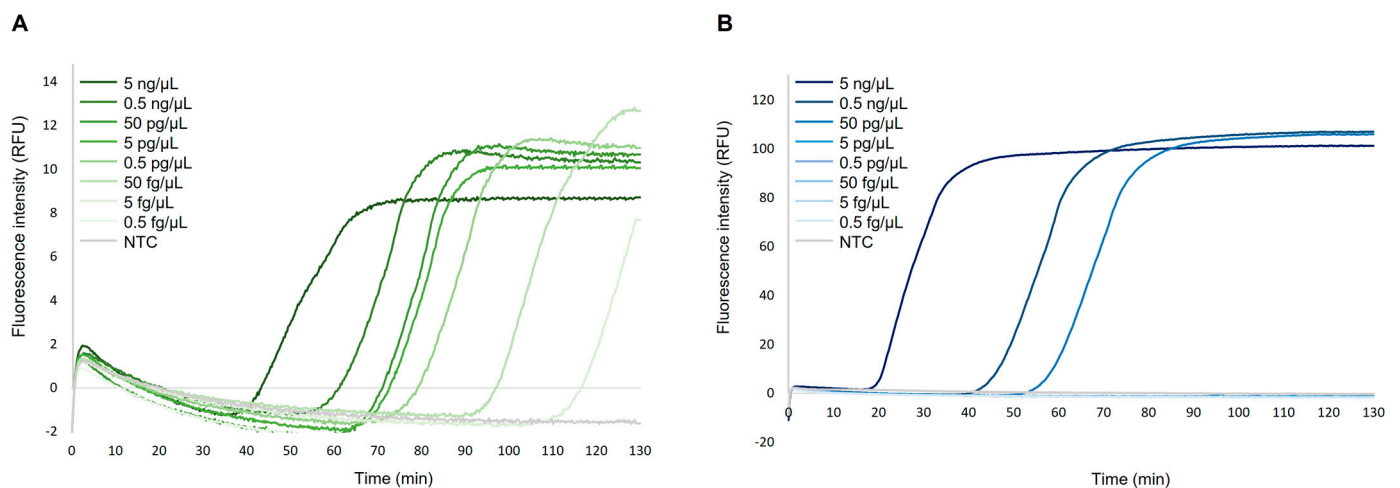 A
B
14
12
10
8
6
4
2
0
-2
Fluorescence intensity (RFU)
5 ng/µL
0.5 ng/µL
50 pg/µL
5 pg/µL
0.5 pg/µL
50 fg/µL
5 fg/µL
0.5 fg/µL
NTC
0 10 20 30 40 50 60 70 80 90 100 110 120 130
Time (min)
120
100
80
60
40
20
0
-20
Fluorescence intensity (RFU)
5 ng/µL
0.5 ng/µL
50 pg/µL
5 pg/µL
0.5 pg/µL
50 fg/µL
5 fg/µL
0.5 fg/µL
NTC
0 10 20 30 40 50 60 70 80 90 100 110 120 130
Time (min)